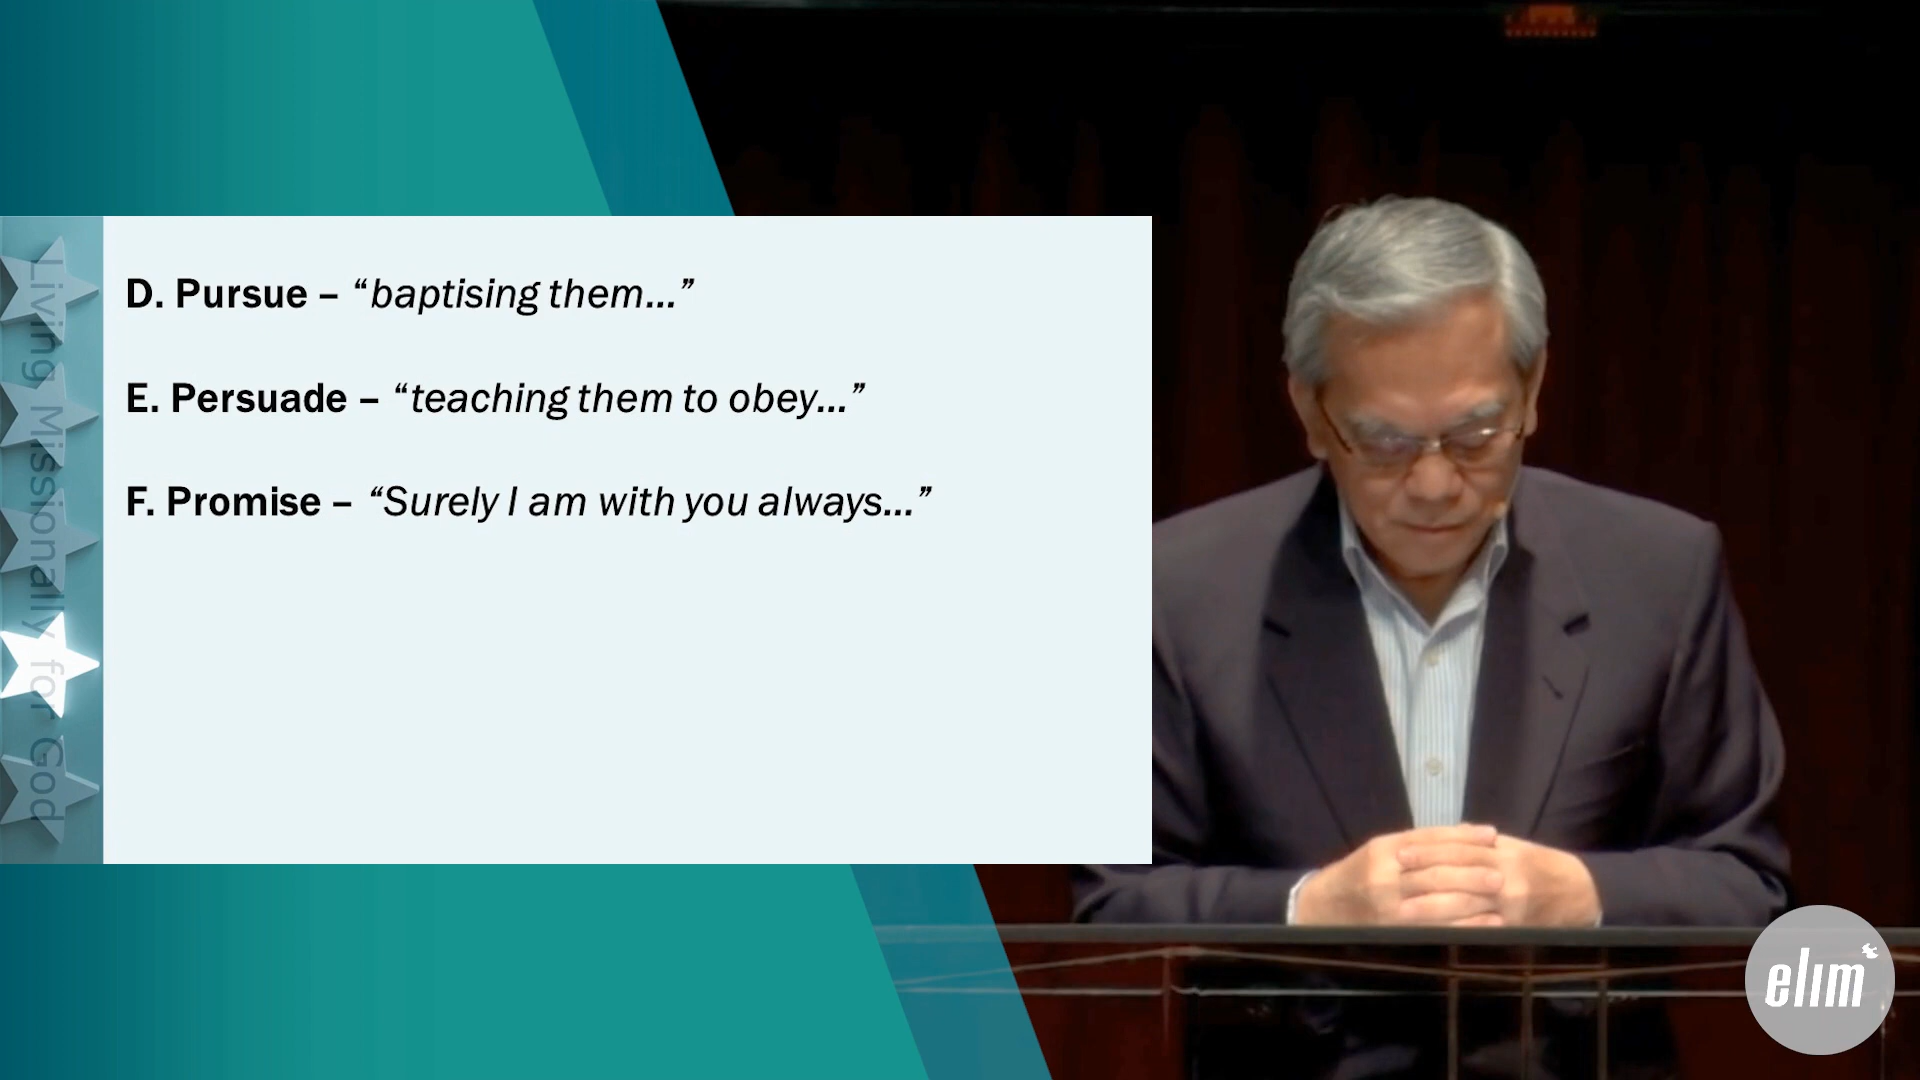 D. Pursue – “baptising them...”
E. Persuade – “teaching them to obey...”
F. Promise – “Surely I am with you always...”
Living Missionally for God
elim